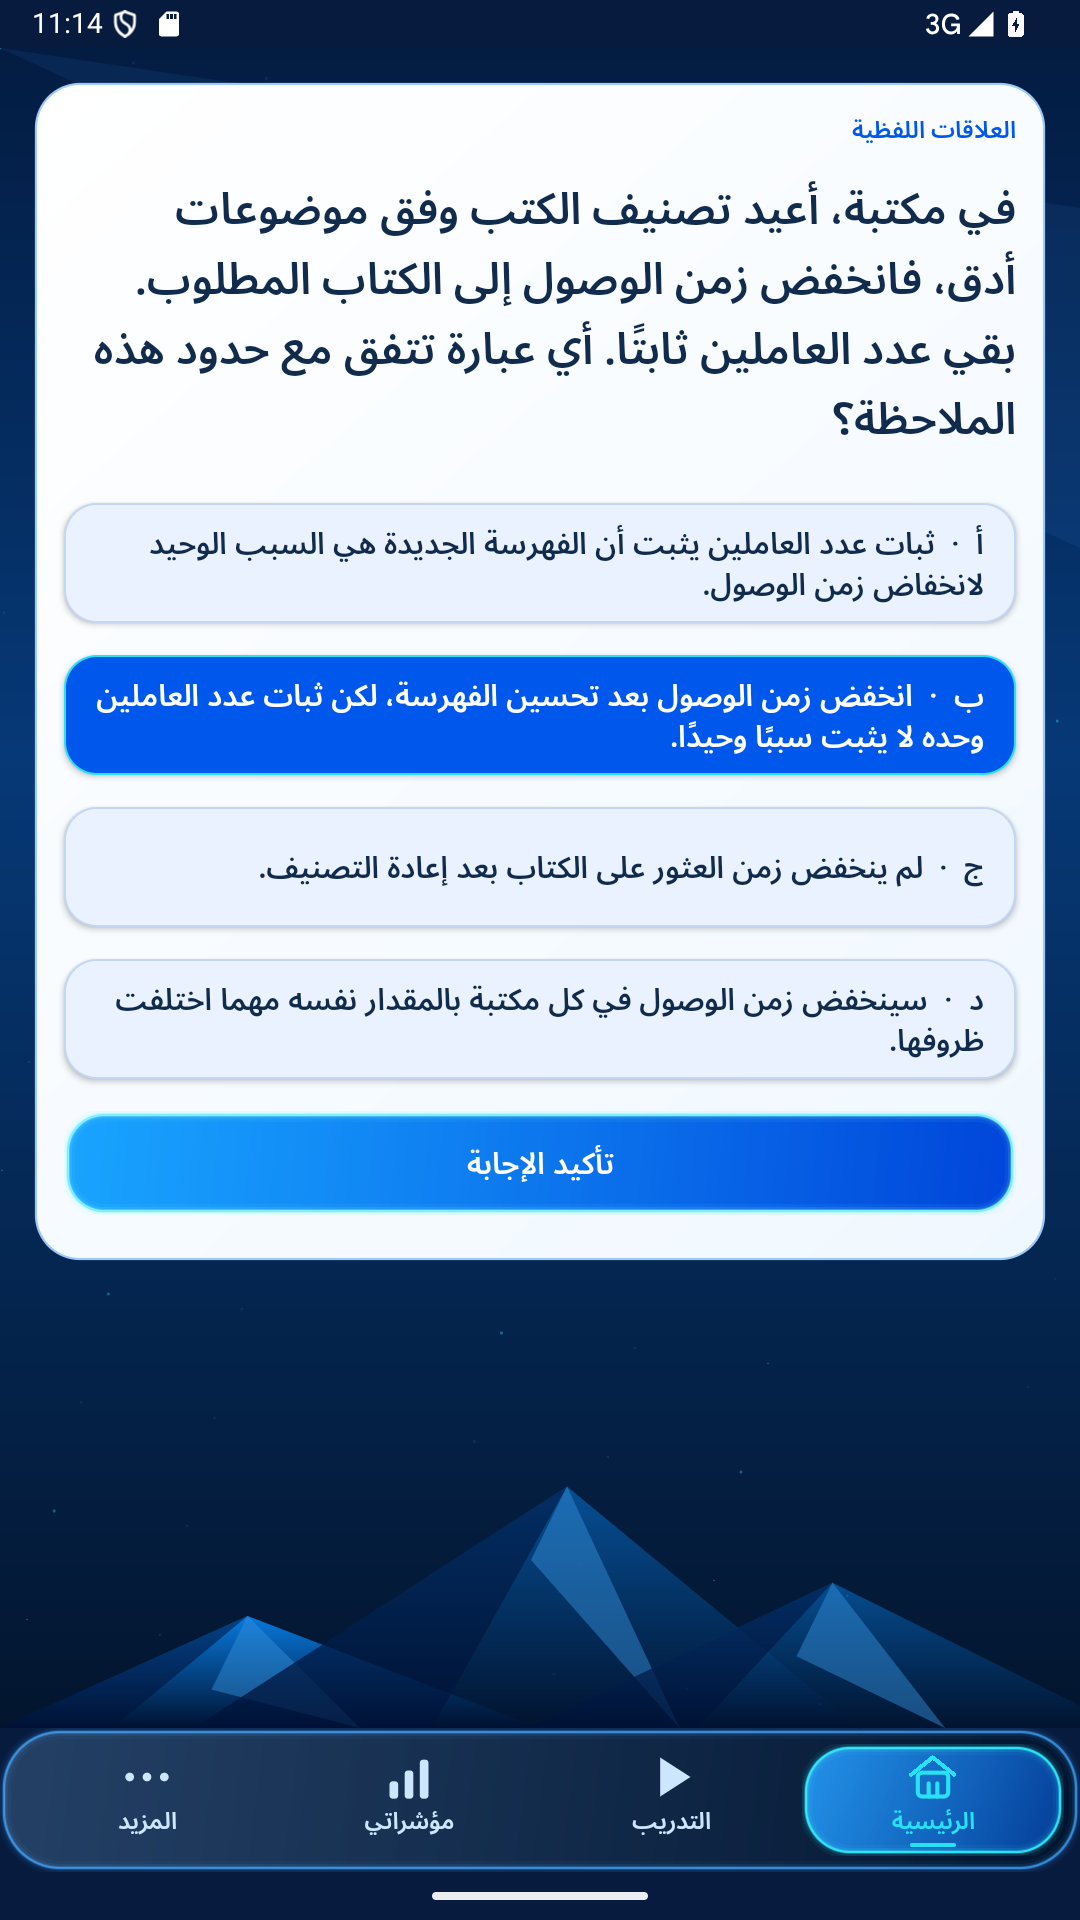 11:14
3G
العلاقات اللفظية
في مكتبة، أعيد تصنيف الكتب وفق موضوعات
أدق، فانخفض زمن الوصول إلى الكتاب المطلوب.
بقي عدد العاملين ثابتًا. أي عبارة تتفق مع حدود هذه
الملاحظة؟
أ · ثبات عدد العاملين يثبت أن الفهرسة الجديدة هي السبب الوحيد
لانخفاض زمن الوصول.
ب · انخفض زمن الوصول بعد تحسين الفهرسة، لكن ثبات عدد العاملين
وحده لا يثبت سببًا وحيدًا.
ج · لم ينخفض زمن العثور على الكتاب بعد إعادة التصنيف.
د · سينخفض زمن الوصول في كل مكتبة بالمقدار نفسه مهما اختلفت
ظروفها.
تأكيد الإجابة
الرئيسية
التدريب
مؤشراتي
المزيد